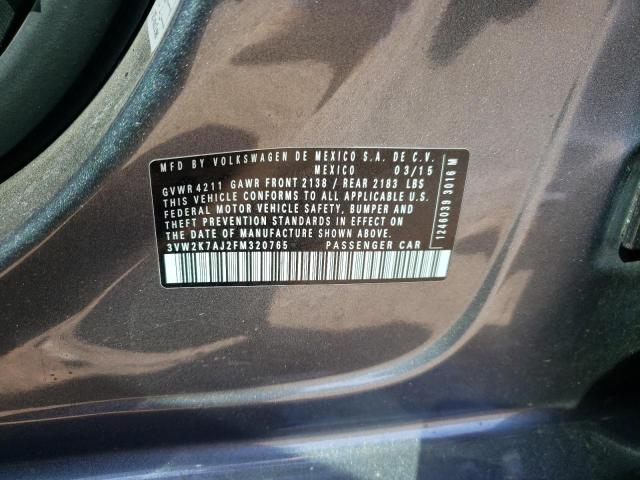 MFD BY VOLKSWAGEN DE MEXICO S.A. DE C.V.
MEXICO 03/15
GVWR 4211 GAWR FRONT 2138 / REAR 2183 LBS
THIS VEHICLE CONFORMS TO ALL APPLICABLE U.S.
FEDERAL MOTOR VEHICLE SAFETY, BUMPER AND
THEFT PREVENTION STANDARDS IN EFFECT ON
THE DATE OF MANUFACTURE SHOWN ABOVE.
3VW2K7AJ2FM320765 PASSENGER CAR
1246039 3016 M